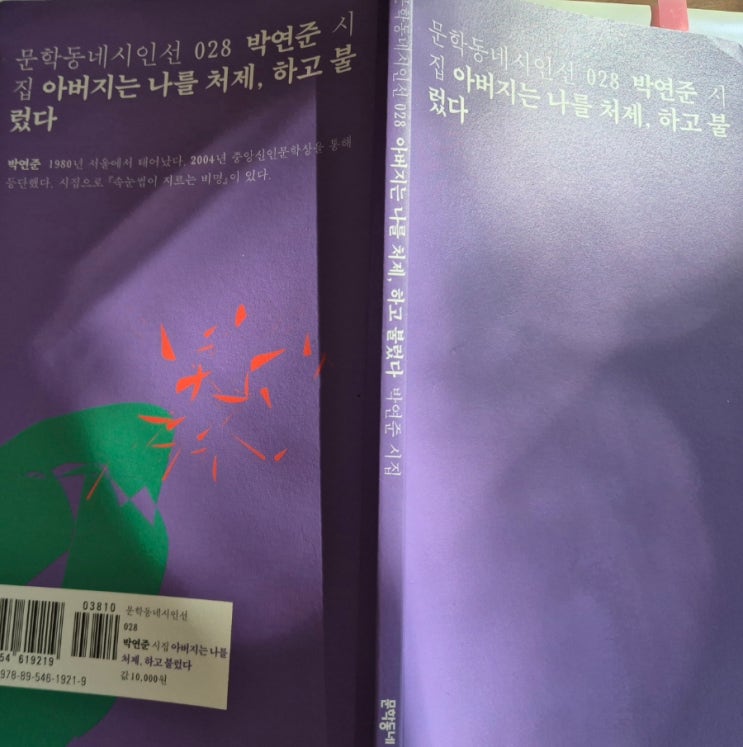 문학동네시인선 028 박연준 시
집 아버지는 나를 처제, 하고 불
렀다
박연준 1980년 서울에서 태어났다. 2004년 중앙신인문학상을 통해
등단했다. 시집으로 『속눈썹이 지르는 비명』이 있다.
03810
54 619219
978-89-546-1921-9
문학동네시인선
028
박연준 시집 아버지는 나를
처제, 하고 불렀다
값 10,000원
문학동네시인선 028 아버지는 나를 처제, 하고 불렀다 박연준 시집
문학동네
문학동네시인선 028 박연준 시
집 아버지는 나를 처제, 하고 불
렀다